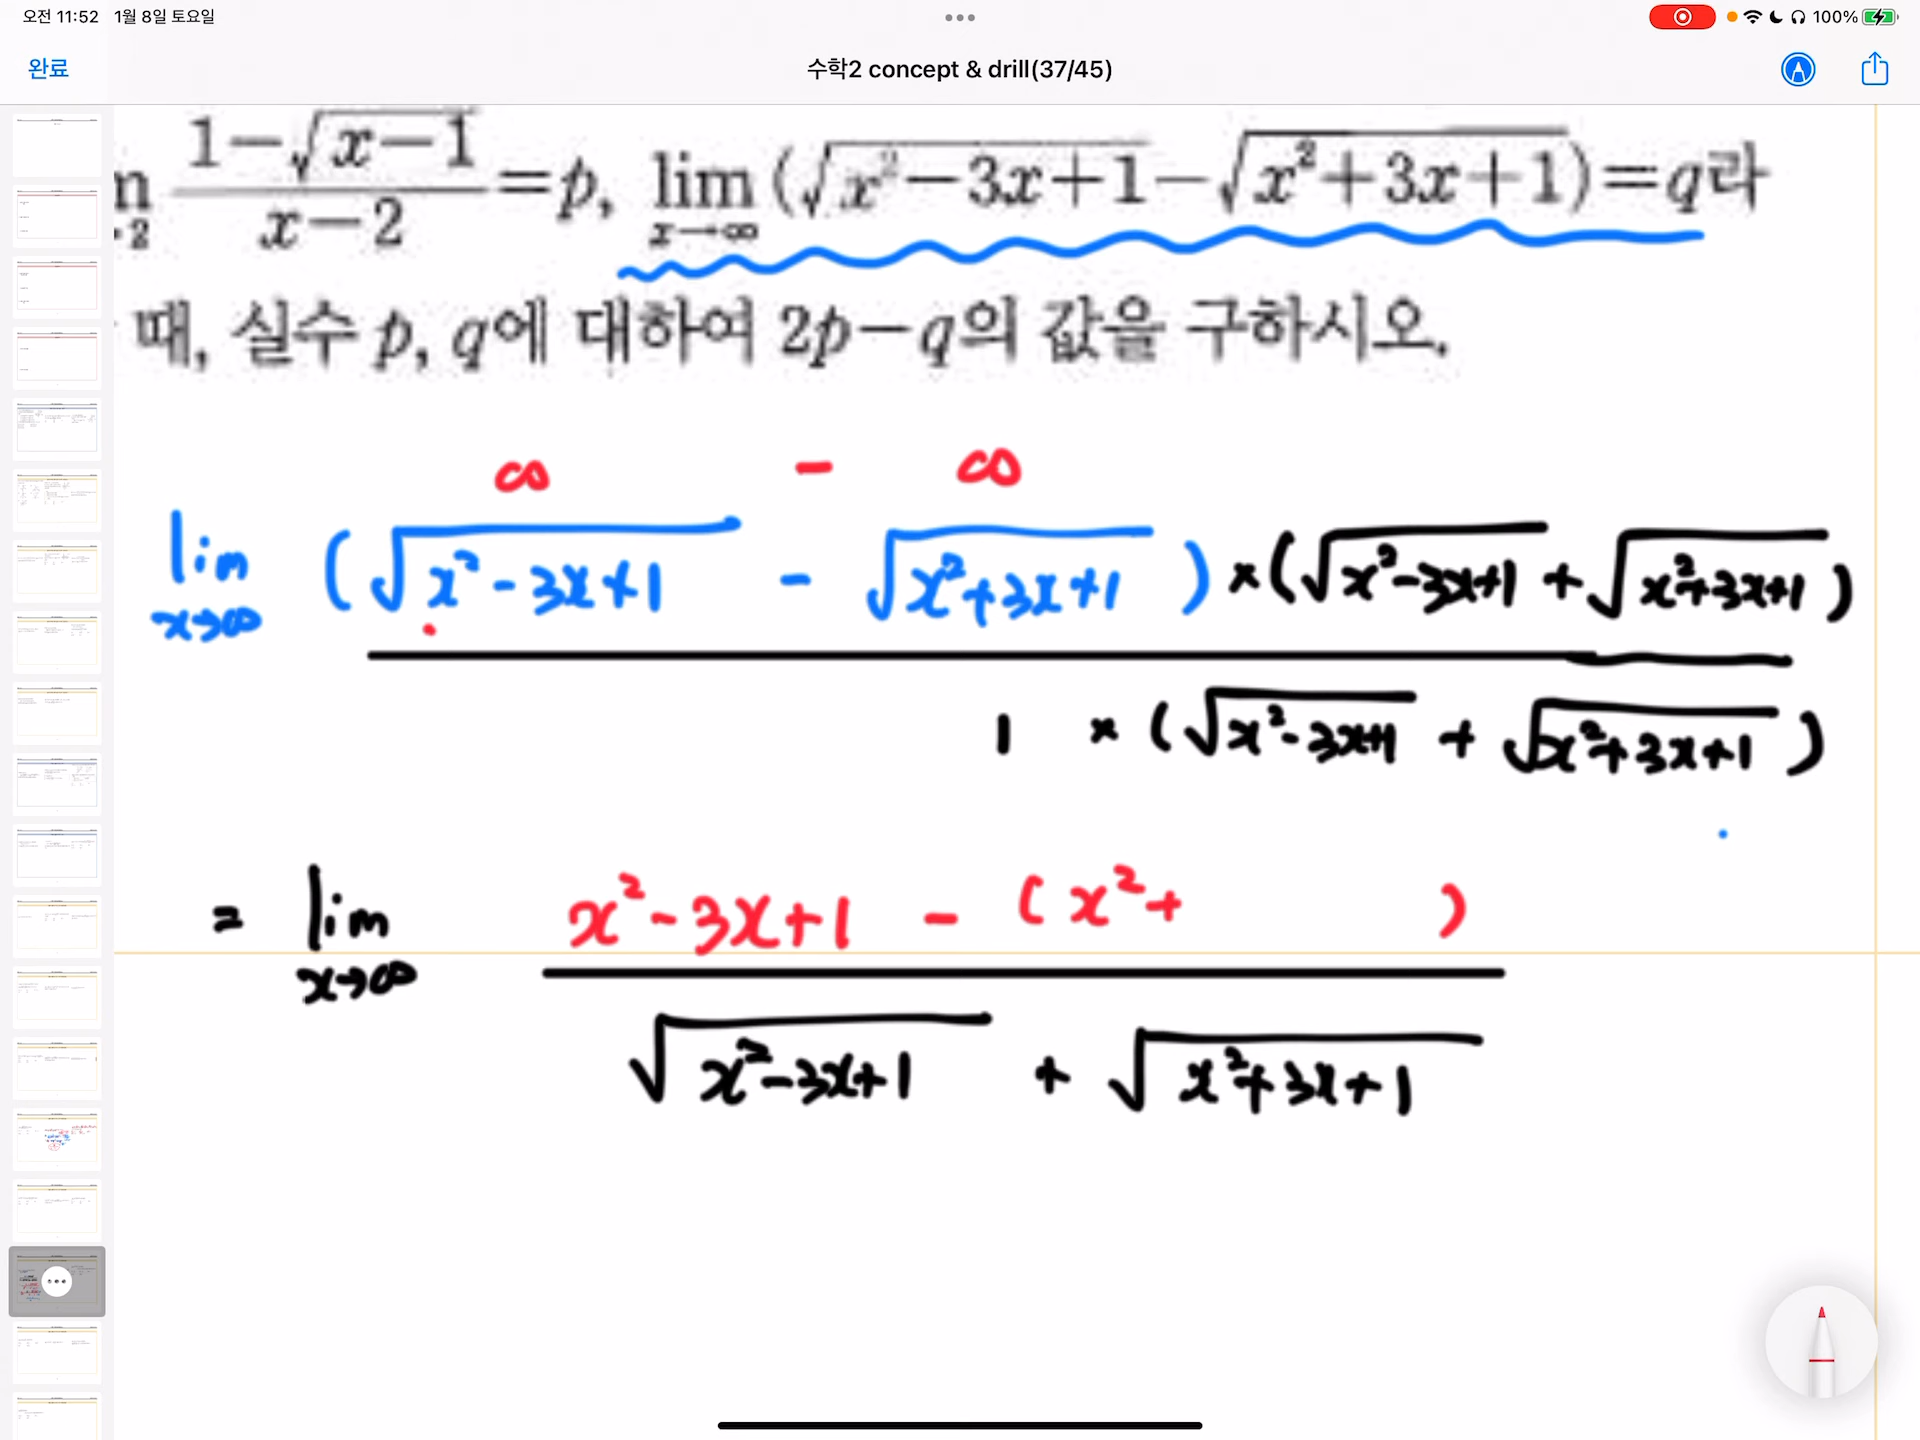 오전 11:52 1월 8일 토요일 100%
완료 수학2 concept & drill(37/45)
1-√(x-1) / x-2 =p, lim x→∞ (√(x²-3x+1)-√(x²+3x+1))=q라
때, 실수 p, q에 대하여 2p-q의 값을 구하시오.
∞ - ∞
lim x→∞ (√(x²-3x+1) - √(x²+3x+1)) × (√(x²-3x+1) + √(x²+3x+1))
1 × (√(x²-3x+1) + √(x²+3x+1))
= lim x→∞ x²-3x+1 - (x²+ )
√(x²-3x+1) + √(x²+3x+1)